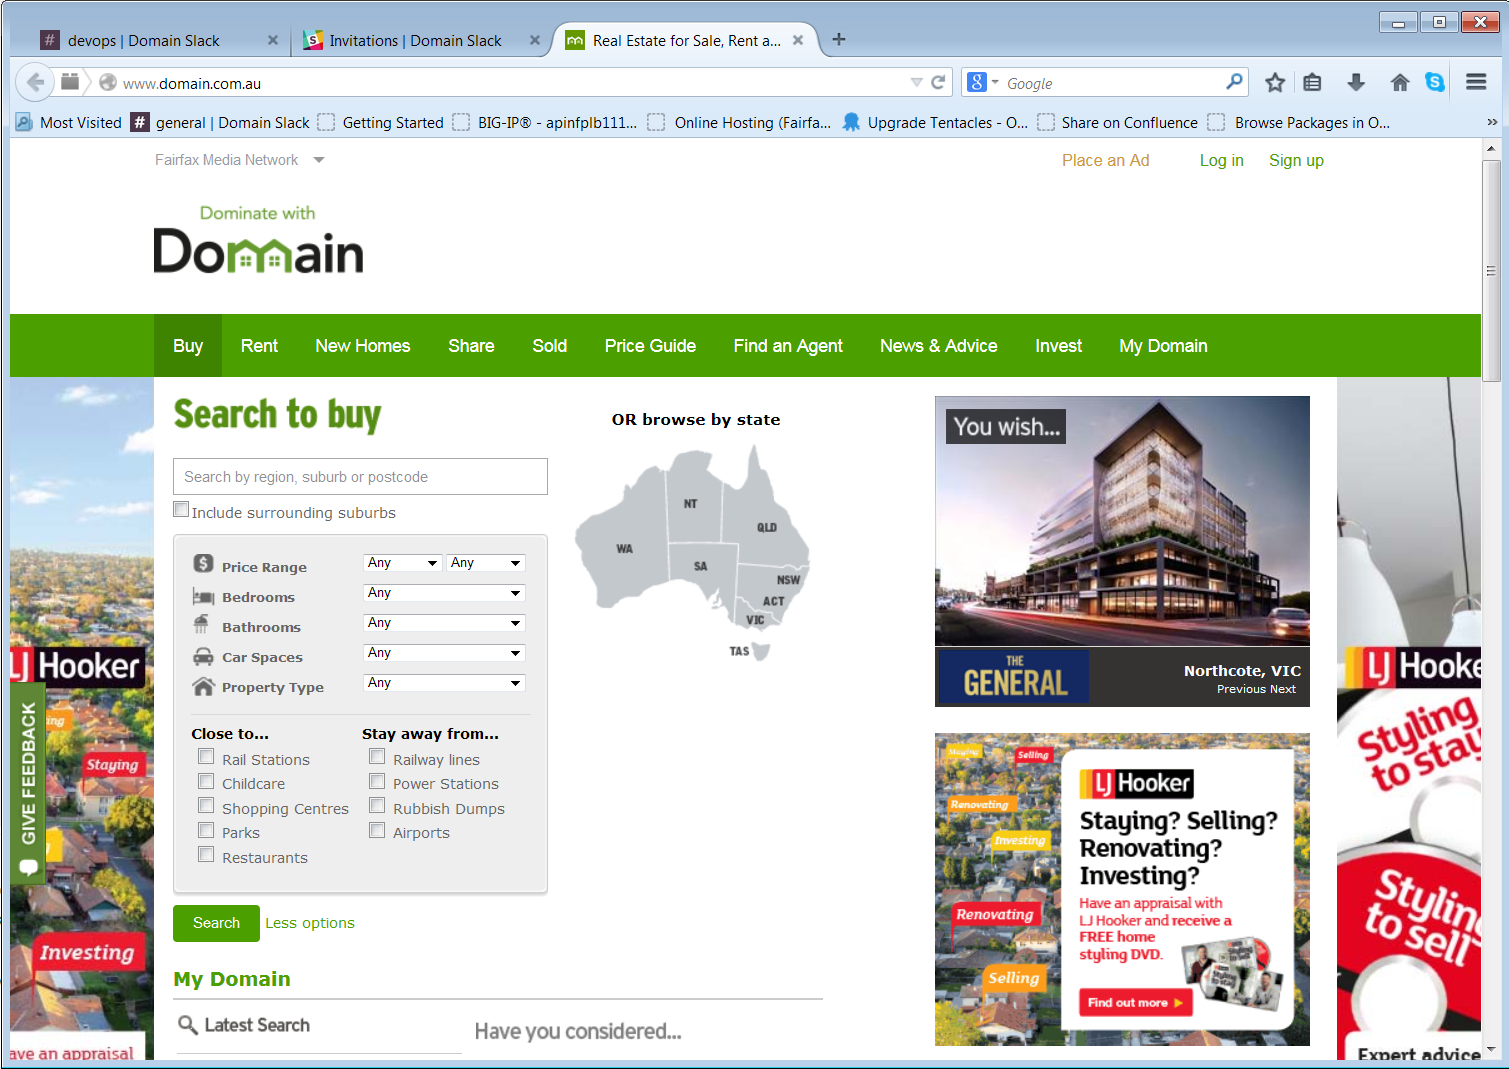 devops | Domain Slack
Invitations | Domain Slack
Real Estate for Sale, Rent a...
www.domain.com.au
Google
Most Visited
general | Domain Slack
Getting Started
BIG-IP® - apinfplb111...
Online Hosting (Fairfa...
Upgrade Tentacles - O...
Share on Confluence
Browse Packages in O...
Fairfax Media Network
Place an Ad
Log in
Sign up
Dominate with
Domain
Buy
Rent
New Homes
Share
Sold
Price Guide
Find an Agent
News & Advice
Invest
My Domain
Search to buy
Search by region, suburb or postcode
Include surrounding suburbs
Price Range
Any
Any
Bedrooms
Any
Bathrooms
Any
Car Spaces
Any
Property Type
Any
Close to...
Rail Stations
Childcare
Shopping Centres
Parks
Restaurants
Stay away from...
Railway lines
Power Stations
Rubbish Dumps
Airports
Search
Less options
My Domain
Latest Search
Have you considered...
OR browse by state
NT
QLD
WA
SA
NSW
ACT
VIC
TAS
You wish...
THE
GENERAL
Northcote, VIC
Previous Next
Staying
Selling
Renovating
Investing
Renovating
Selling
LJ Hooker
Staying? Selling?
Renovating?
Investing?
Have an appraisal with
LJ Hooker and receive a
FREE home
styling DVD.
Find out more
LJ Hooker
GIVE FEEDBACK
ing
Staying
Investing
ave an appraisal
LJ Hooke
Styling
to stay
Styling
to sell
Expert advice